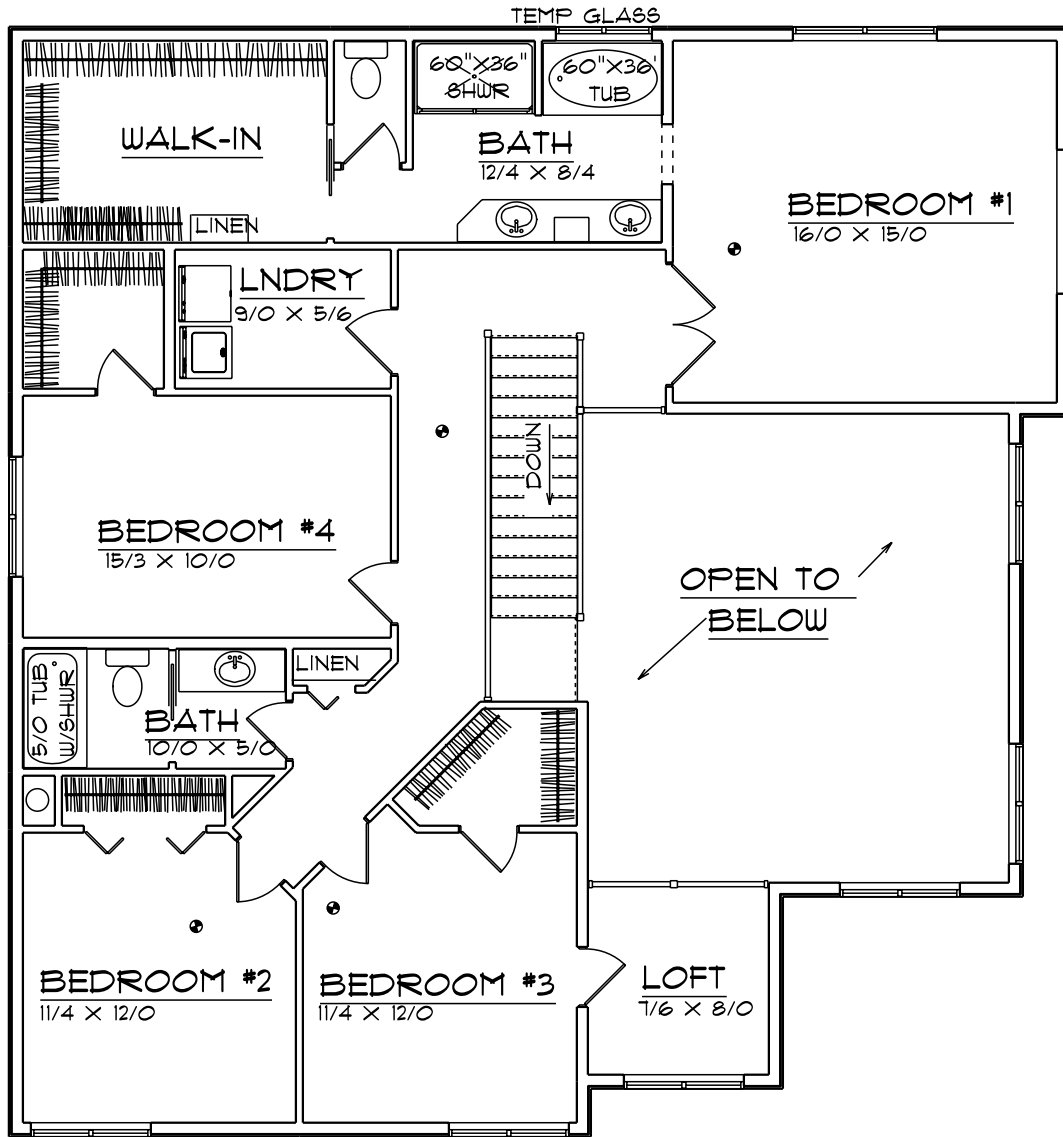 TEMP GLASS
60"X36"
SHWR
60"X36'
TUB
WALK-IN
BATH
12/4 X 8/4
BEDROOM #1
16/0 X 15/0
LINEN
LNDRY
9/0 X 5/6
DOWN
BEDROOM #4
15/3 X 10/0
OPEN TO
BELOW
LINEN
5/0 TUB
W/SHWR
BATH
10/0 X 5/0
BEDROOM #2
11/4 X 12/0
BEDROOM #3
11/4 X 12/0
LOFT
7/6 X 8/0